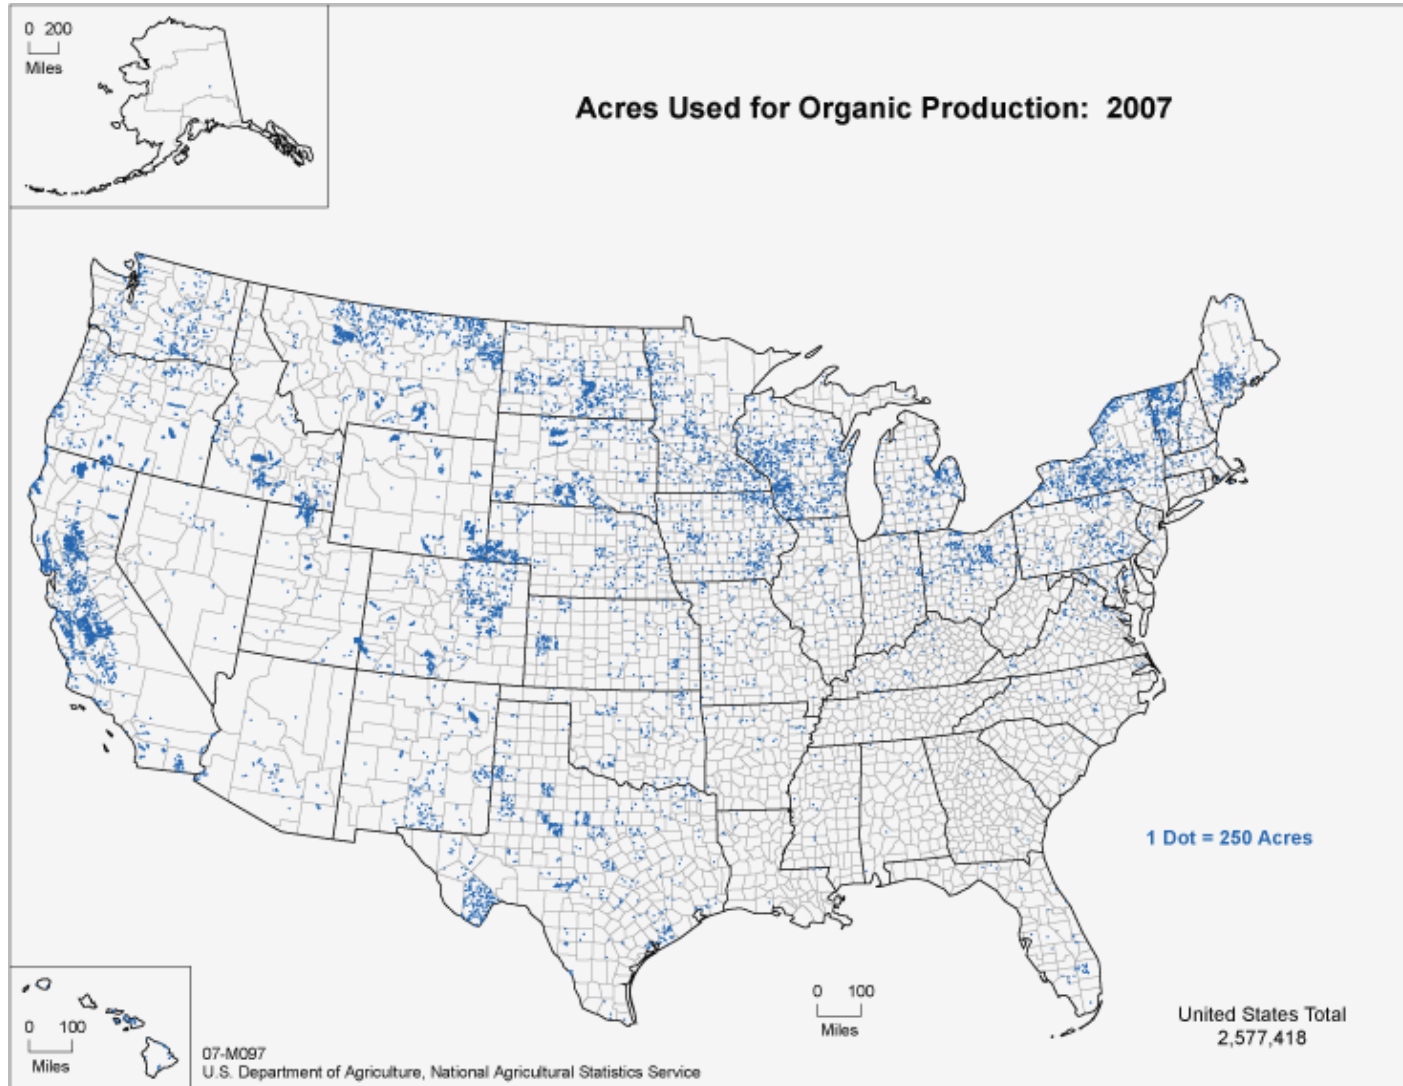 0 200
Miles
Acres Used for Organic Production: 2007
1 Dot = 250 Acres
0 100
Miles
0 100
Miles
United States Total
2,577,418
07-M097
U.S. Department of Agriculture, National Agricultural Statistics Service